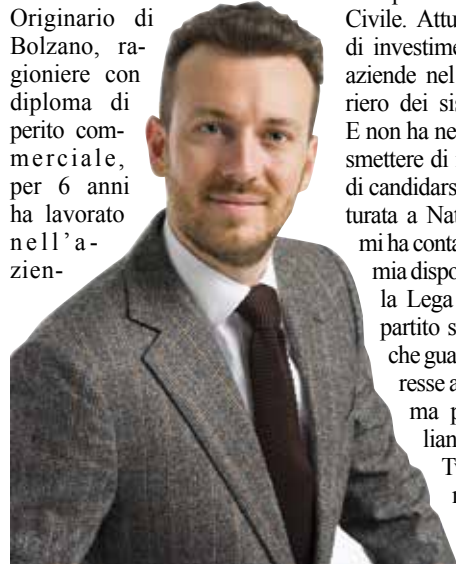 Originario di
Bolzano, ra-
gioniere con
diploma di
perito com-
merciale,
per 6 anni
ha lavorato
nell'a-
zien-
Civile. Attu
di investime
aziende nel
riero dei sis
E non ha ne
smettere di
di candidars
turata a Nat
mi ha conta
mia dispo
la Lega
partito s
che gua
resse a
ma p
lian
T